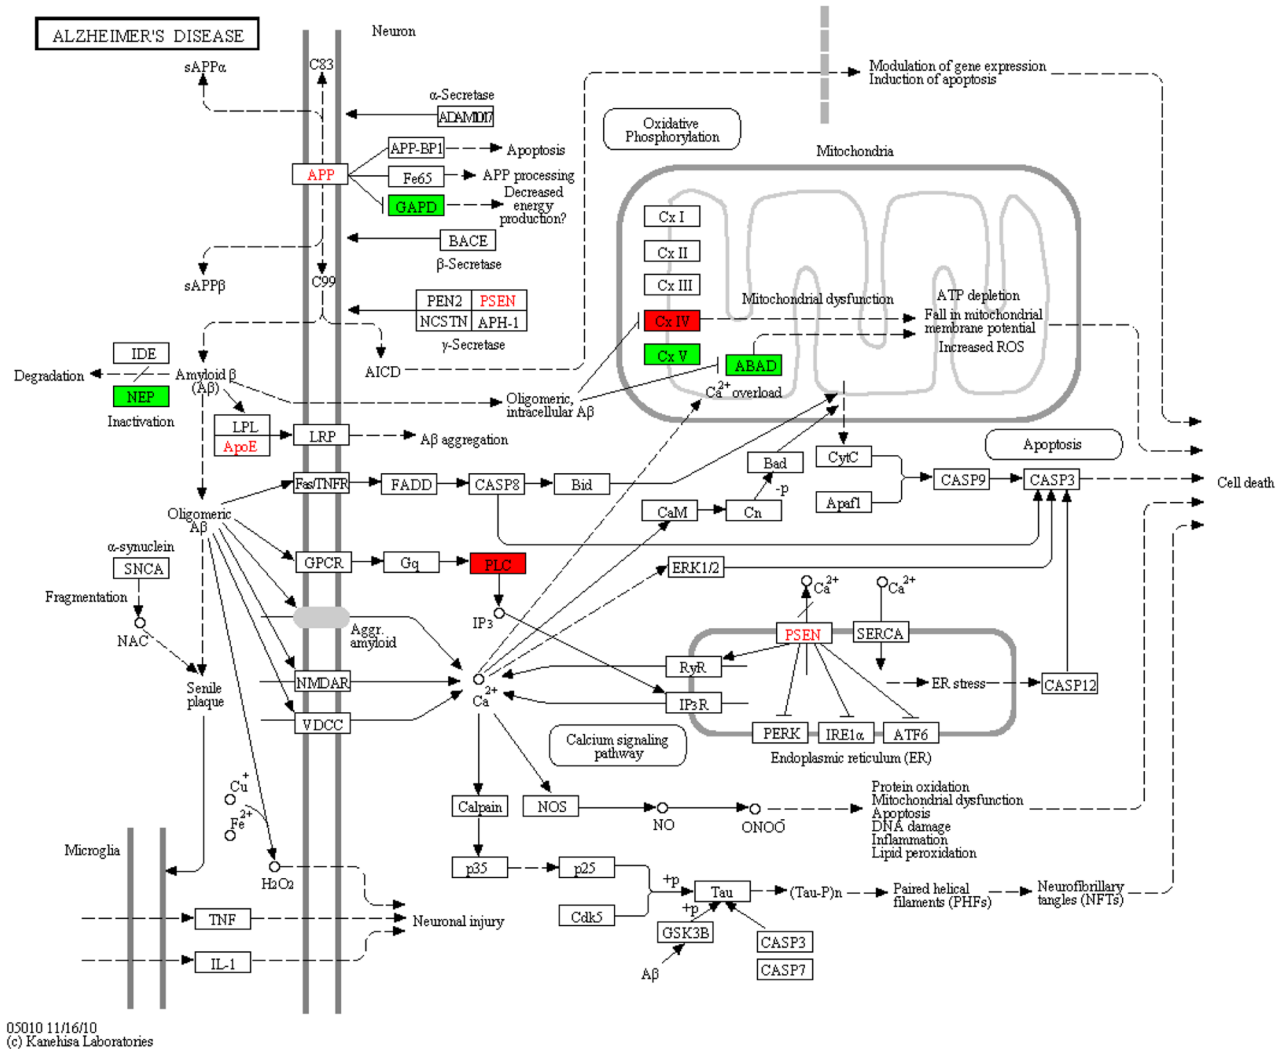 ALZHEIMER'S DISEASE
Neuron
sAPPα
C83
α-Secretase
Modulation of gene expression
Induction of apoptosis
Oxidative
Phosphorylation
Mitochondria
APP-BP1
Apoptosis
APP
Fe65
APP processing
GAPD
Decreased
energy
production?
BACE
β-Secretase
sAPPβ
C99
PEN2
PSEN
NCSTN
APH-1
γ-Secretase
Cx I
Cx II
Cx III
Cx IV
Cx V
ABAD
Mitochondrial dysfunction
ATP depletion
Fall in mitochondrial
membrane potential
Increased ROS
Ca2+ overload
IDE
Degradation
Amyloid β
(Aβ)
NEP
Inactivation
AICD
Oligomeric,
intracellular Aβ
LPL
ApoE
LRP
Aβ aggregation
Apoptosis
Fas/TNFR
FADD
CASP8
Bid
Bad
-p
CytC
CASP9
CASP3
Cell death
Apaf1
CaM
Cn
Oligomeric
Aβ
α-synuclein
SNCA
Fragmentation
NAC
GPCR
Gq
PLC
IP3
ERK1/2
Ca2+
Ca2+
PSEN
SERCA
Aggr.
amyloid
RyR
IP3R
ER stress
CASP12
Senile
plaque
NMDAR
VDCC
Ca2+
PERK
IRE1α
ATF6
Calcium signaling
pathway
Endoplasmic reticulum (ER)
Cu+
Fe2+
H2O2
Calpain
NOS
NO
ONOO-
Protein oxidation
Mitochondrial dysfunction
Apoptosis
DNA damage
Inflammation
Lipid peroxidation
Microglia
p35
p25
Cdk5
+p
Tau
(Tau-P)n
Paired helical
filaments (PHFs)
Neurofibrillary
tangles (NFTs)
TNF
IL-1
Neuronal injury
+p
GSK3B
Aβ
CASP3
CASP7
05010 11/16/10
(c) Kanehisa Laboratories